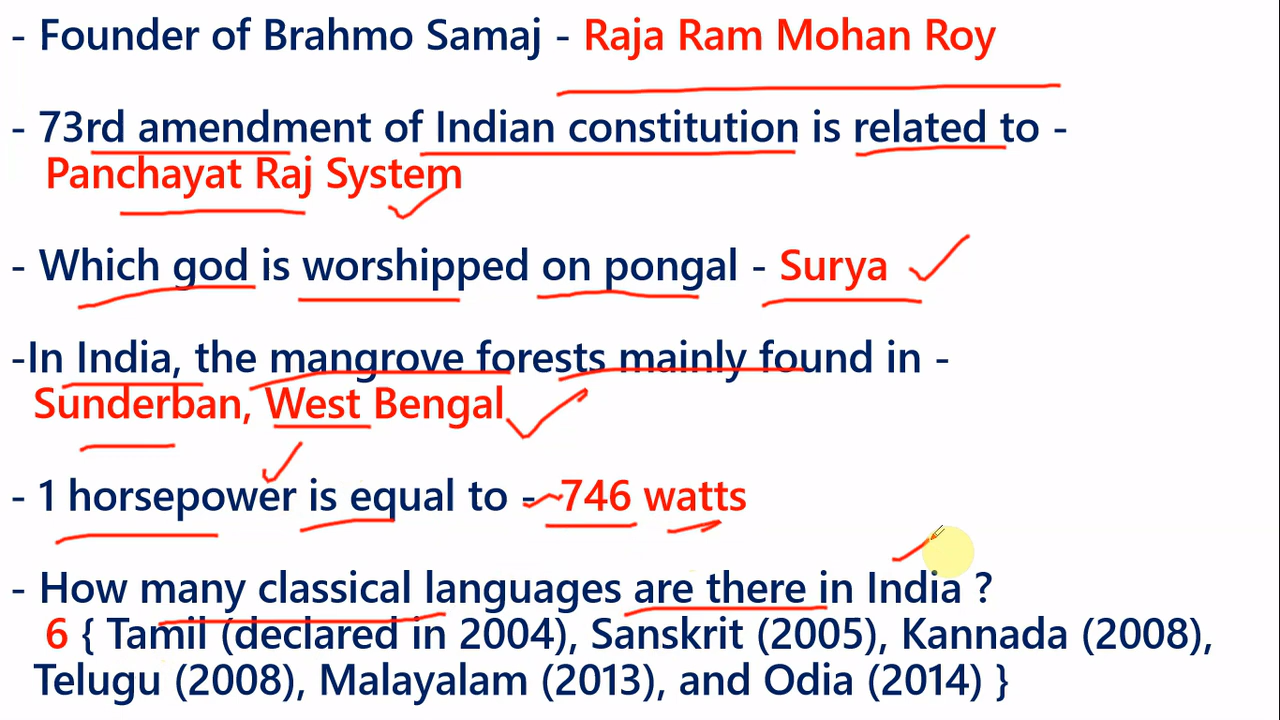 - Founder of Brahmo Samaj - Raja Ram Mohan Roy
- 73rd amendment of Indian constitution is related to -
Panchayat Raj System
- Which god is worshipped on pongal - Surya
-In India, the mangrove forests mainly found in -
Sunderban, West Bengal
- 1 horsepower is equal to - 746 watts
- How many classical languages are there in India ?
6 { Tamil (declared in 2004), Sanskrit (2005), Kannada (2008),
Telugu (2008), Malayalam (2013), and Odia (2014) }